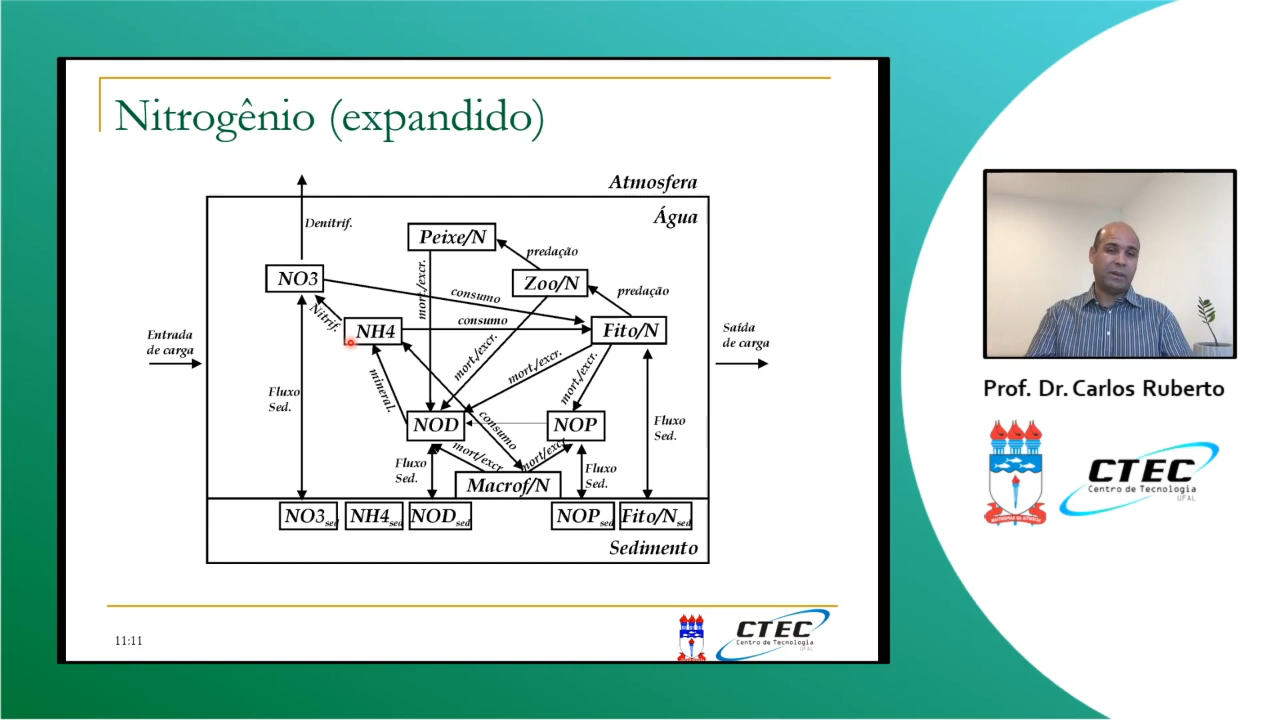 Nitrogênio (expandido)
Atmosfera
Água
Denitrif.
Peixe/N
predação
NO3
Zoo/N
mort./excr.
consumo
predação
Nitrif.
NH4
consumo
Fito/N
Entrada
de carga
Saída
de carga
mort./excr.
mort./excr.
mort./excr.
mineral.
Fluxo
Sed.
consumo
NOD
NOP
Fluxo
Sed.
Fluxo
Sed.
mort/excr
mort/excr
Fluxo
Sed.
Macrof/N
NO3sed
NH4sed
NODsed
NOPsed
Fito/Nsed
Sedimento
11:11
CTEC
Centro de Tecnologia
UFAL
Prof. Dr. Carlos Ruberto
CTEC
Centro de Tecnologia
UFAL